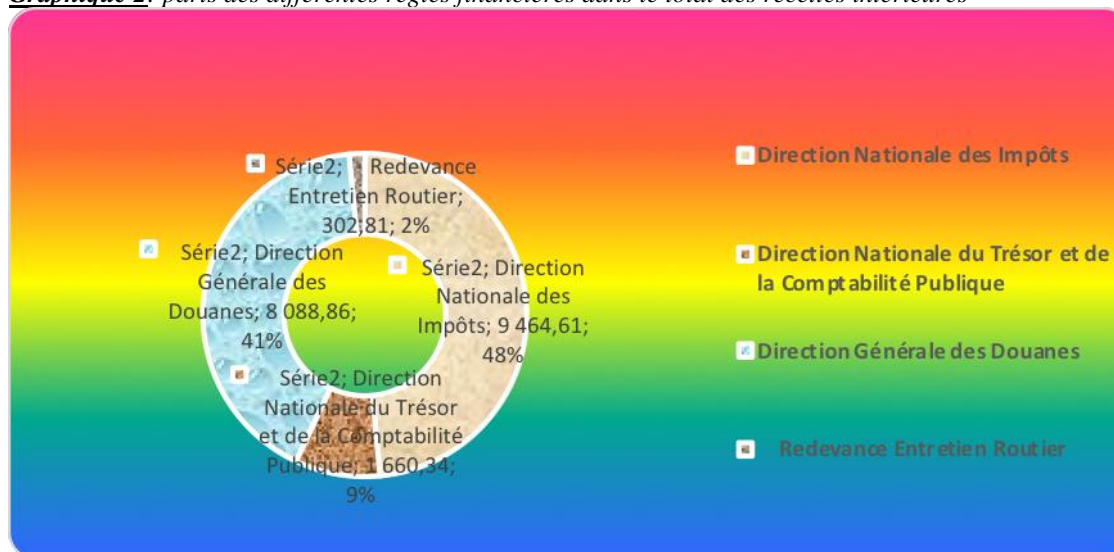 Graphique 2: parts des différentes régies financières dans le total des recettes intérieures
Série2; Redevance
Entretien Routier;
302,81; 2%
Série2; Direction
Générale des
Douanes; 8 088,86;
41%
Série2; Direction
Nationale des
Impôts; 9 464,61;
48%
Série2; Direction
Nationale du Trésor
et de la Comptabilité
Publique; 1 660,34;
9%
Direction Nationale des Impôts
Direction Nationale du Trésor et de
la Comptabilité Publique
Direction Générale des Douanes
Redevance Entretien Routier